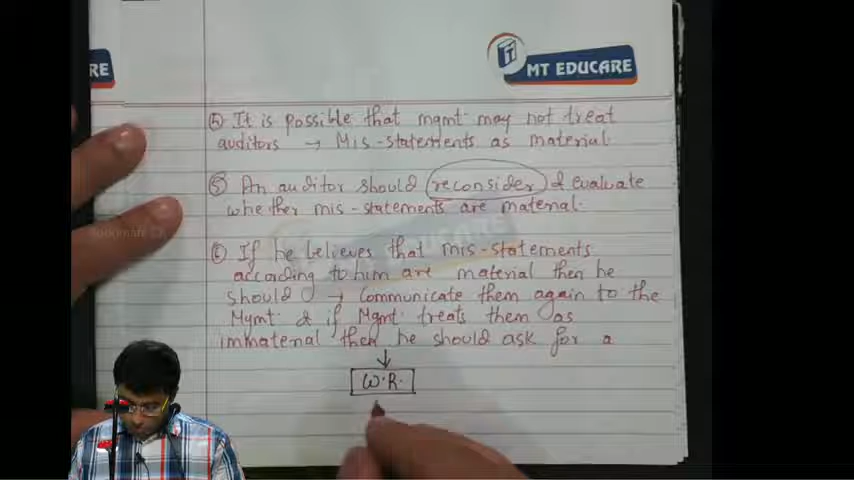 RE
MT EDUCARE
④ It is possible that mgmt may not treat
auditors → Mis-statements as material
⑤ An auditor should reconsider & evaluate
whether mis-statements are material.
⑥ If he believes that mis-statements
according to him are material then he
should → communicate them again to the
Mgmt. & if Mgmt. treats them as
immaterial then he should ask for a
↓
W.R.